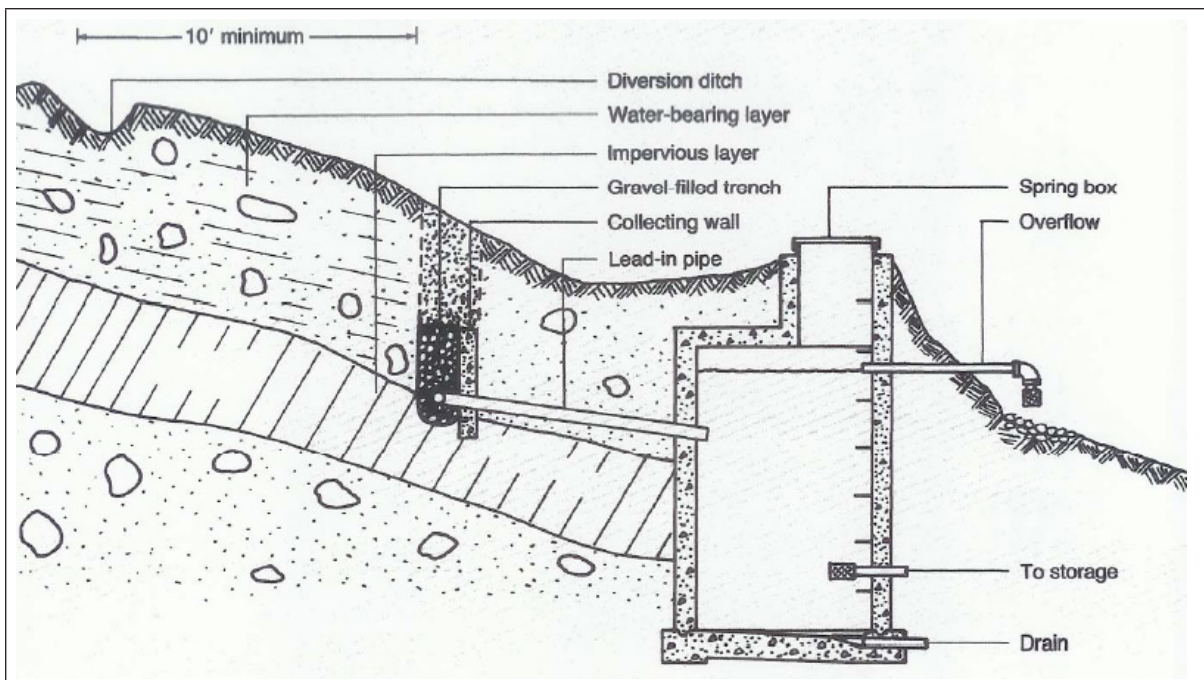 10' minimum
Diversion ditch
Water-bearing layer
Impervious layer
Gravel-filled trench
Collecting wall
Lead-in pipe
Spring box
Overflow
To storage
Drain